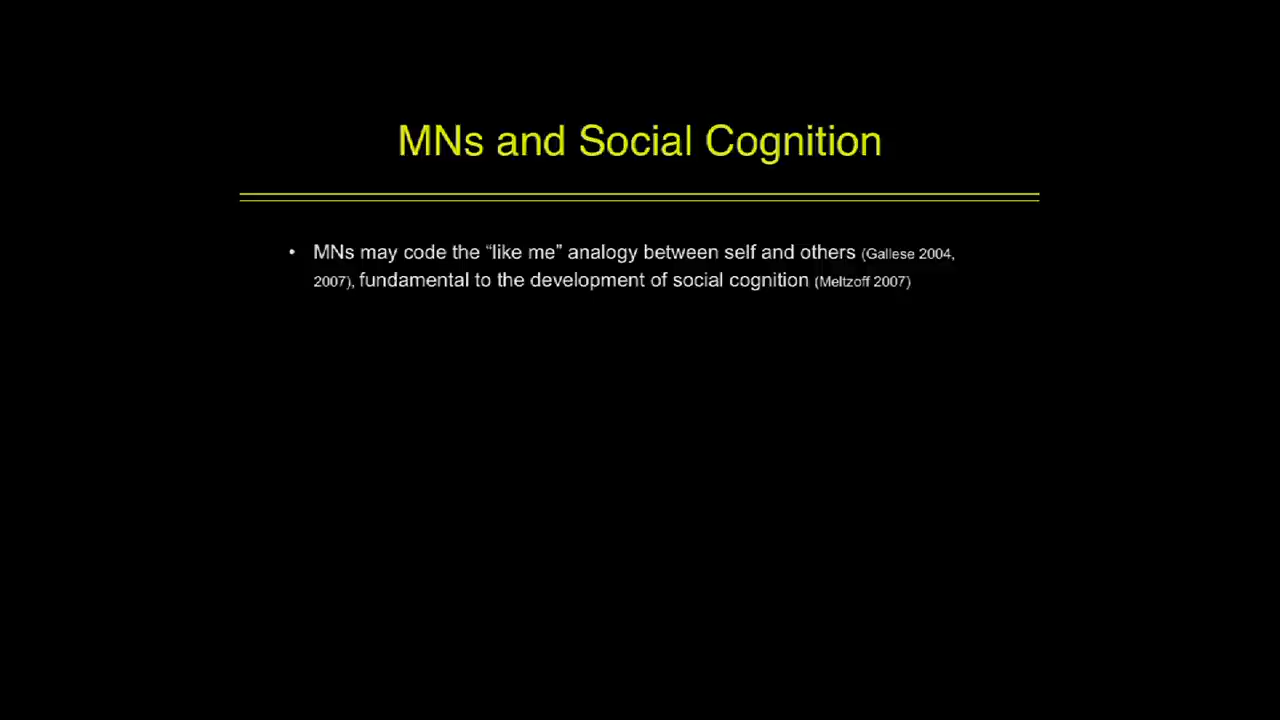 MNs and Social Cognition
• MNs may code the “like me” analogy between self and others (Gallese 2004,
2007), fundamental to the development of social cognition (Meltzoff 2007)